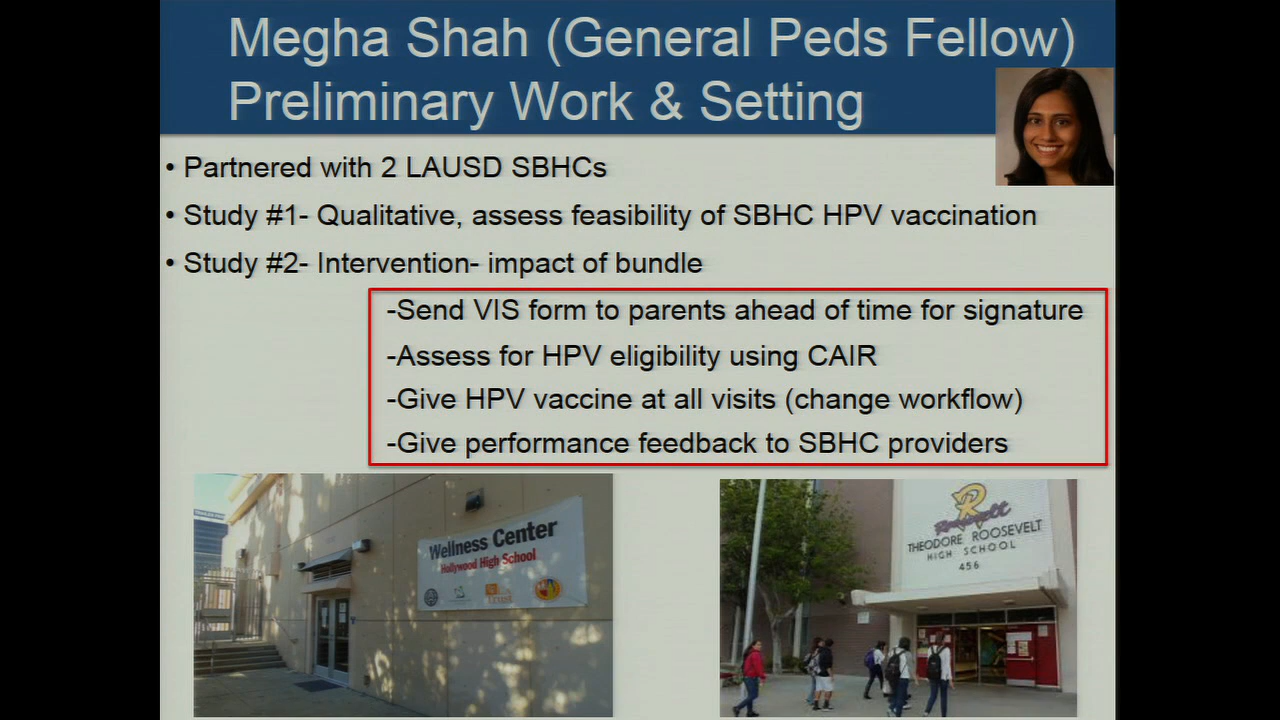 Megha Shah (General Peds Fellow)
Preliminary Work & Setting
• Partnered with 2 LAUSD SBHCs
• Study #1- Qualitative, assess feasibility of SBHC HPV vaccination
• Study #2- Intervention- impact of bundle
-Send VIS form to parents ahead of time for signature
-Assess for HPV eligibility using CAIR
-Give HPV vaccine at all visits (change workflow)
-Give performance feedback to SBHC providers
Wellness Center
Hollywood High School
R
Roosevelt
THEODORE ROOSEVELT
HIGH SCHOOL
456